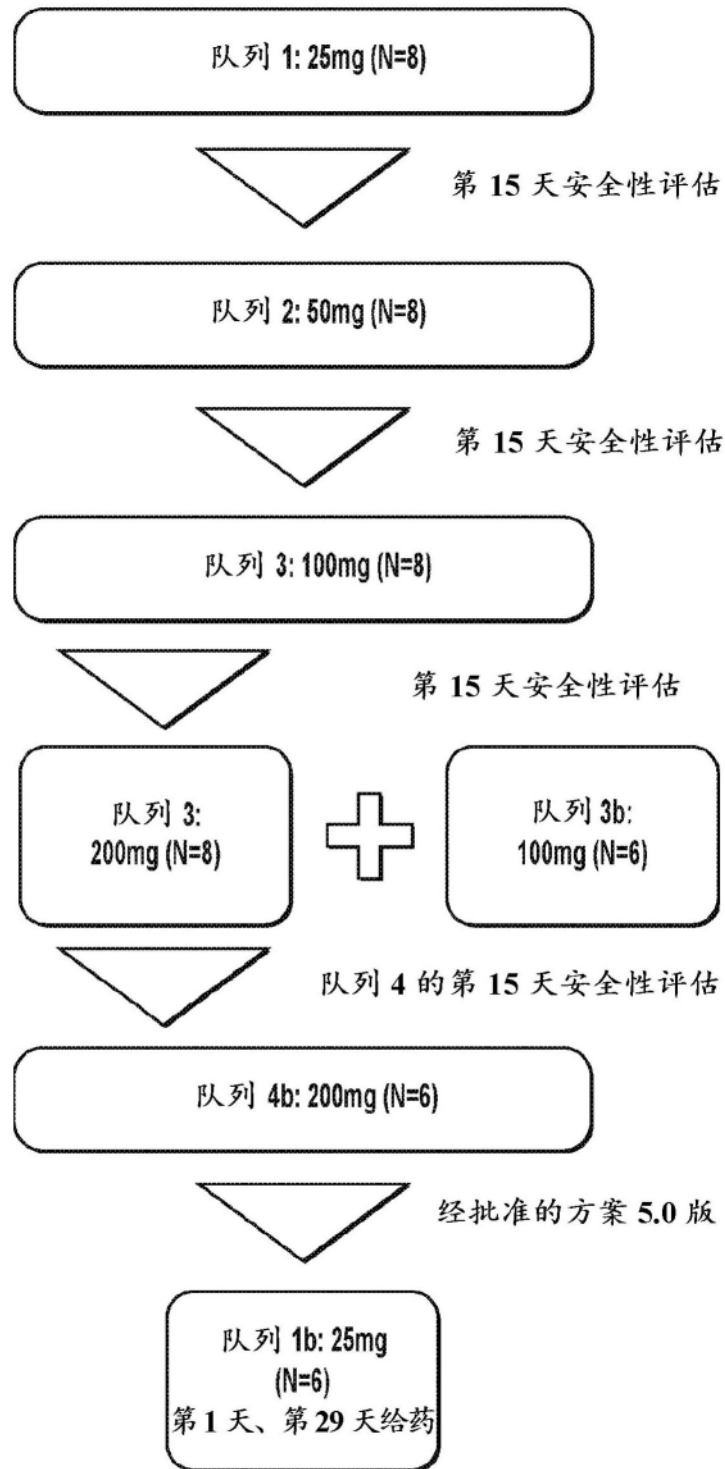 队列 1: 25mg (N=8)
第 15 天安全性评估
队列 2: 50mg (N=8)
第 15 天安全性评估
队列 3: 100mg (N=8)
第 15 天安全性评估
队列 3:
200mg (N=8)
队列 3b:
100mg (N=6)
队列 4 的第 15 天安全性评估
队列 4b: 200mg (N=6)
经批准的方案 5.0 版
队列 1b: 25mg
(N=6)
第 1 天、第 29 天给药